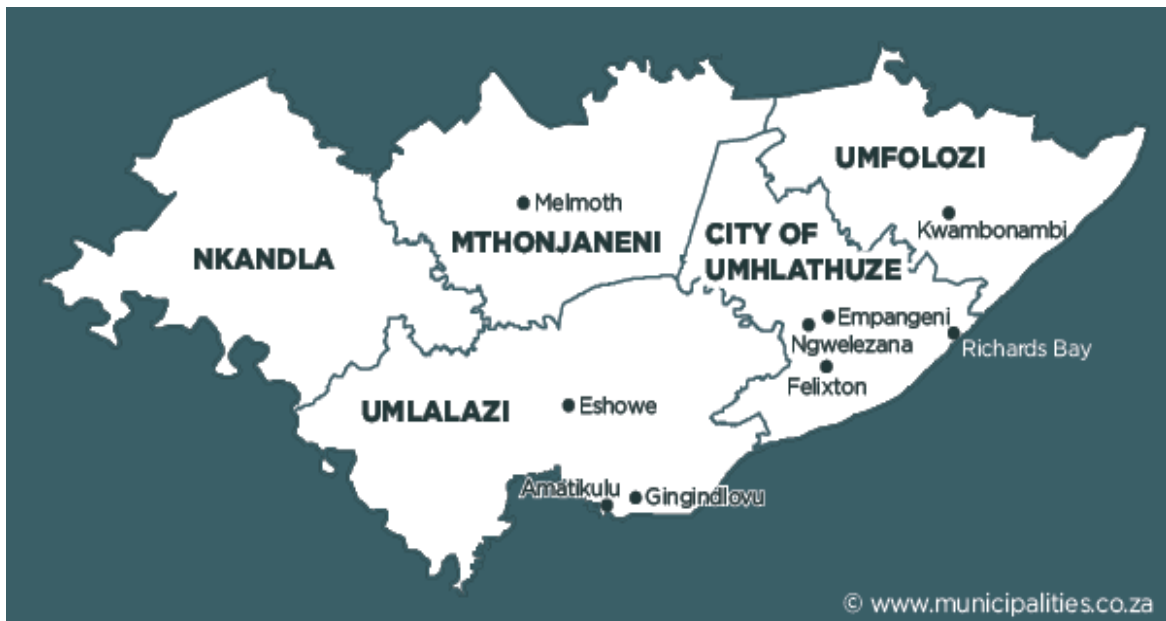 UMFOLOZI
Melmoth
Kwambonambi
MTHONJANENI
CITY OF
UMHLATHUZE
NKANDLA
Empangeni
Ngwelezana
Richards Bay
Felixton
UMLALAZI
Eshowe
Amatikulu
Gingindlovu
© www.municipalities.co.za